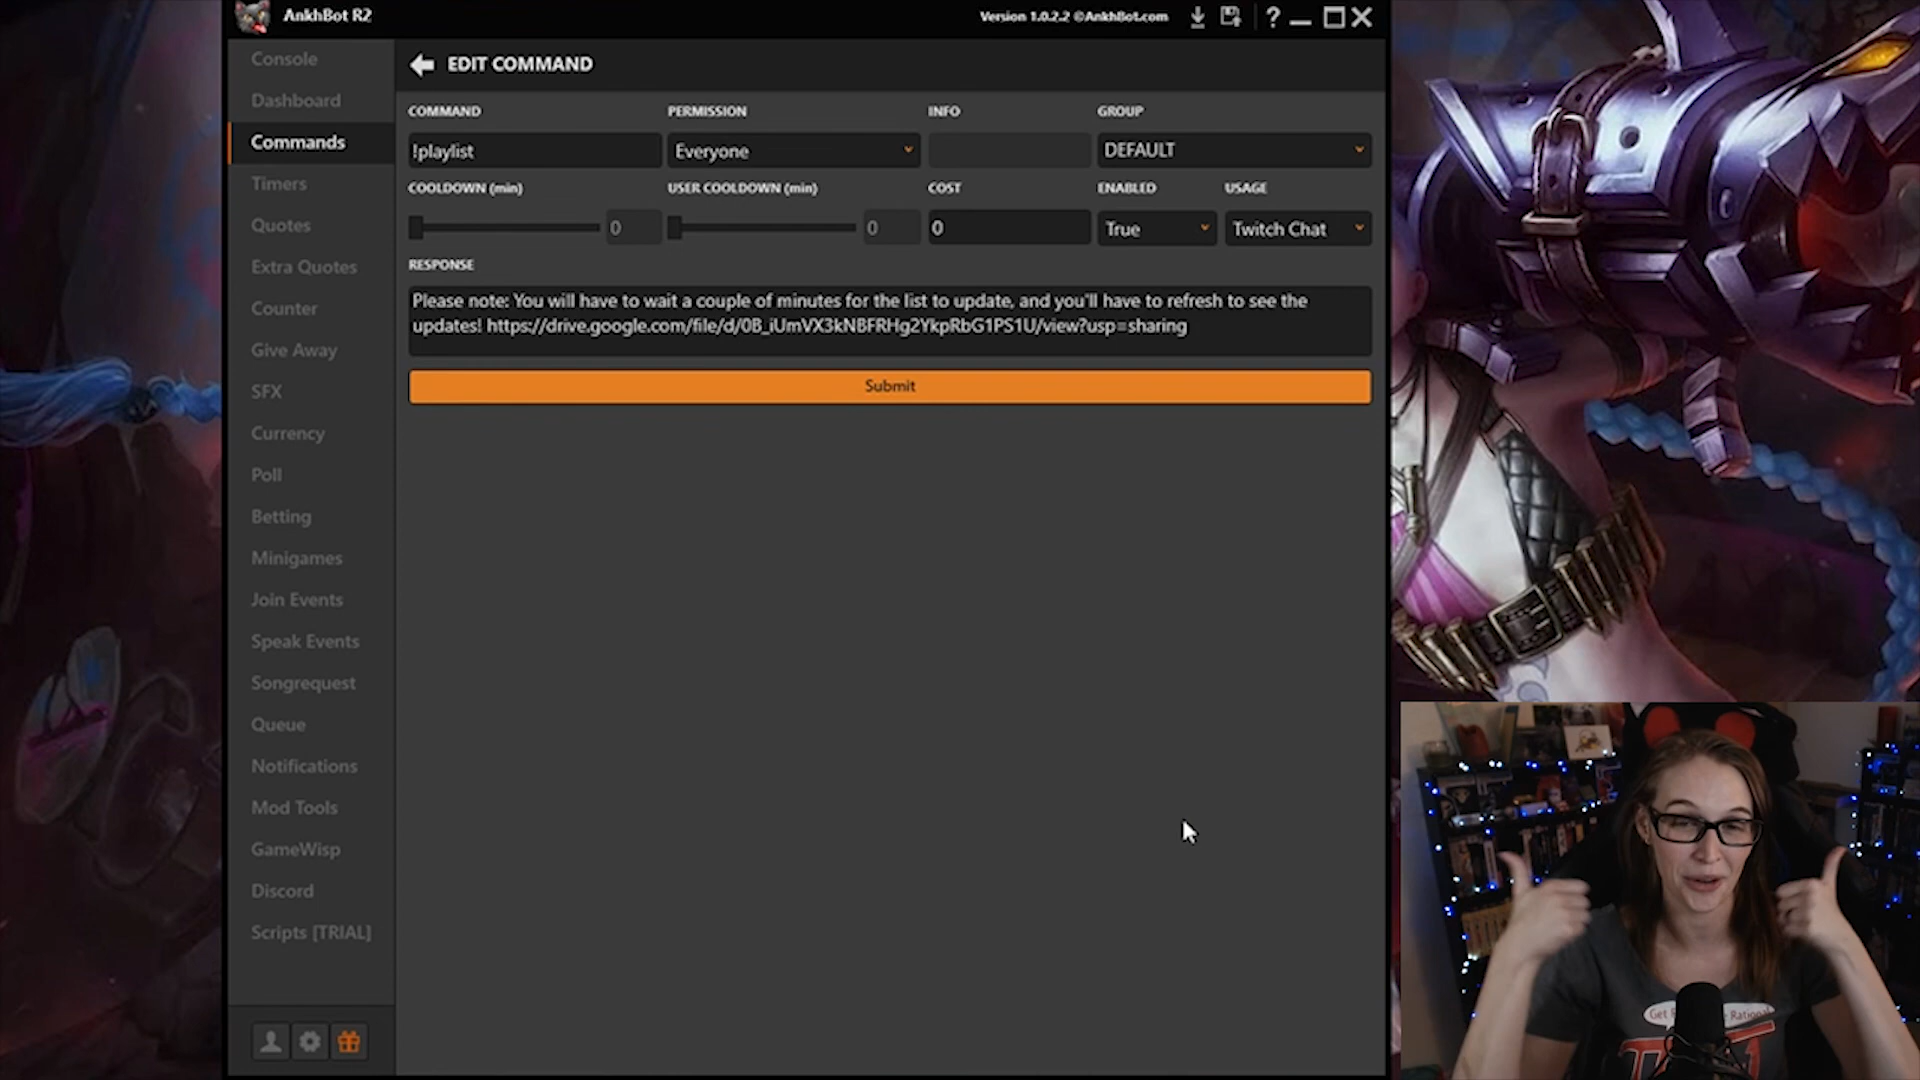 AnkhBot R2
Version 1.0.2.2 ©AnkhBot.com
?
Console
Dashboard
Commands
Timers
Quotes
Extra Quotes
Counter
Give Away
SFX
Currency
Poll
Betting
Minigames
Join Events
Speak Events
Songrequest
Queue
Notifications
Mod Tools
GameWisp
Discord
Scripts [TRIAL]
EDIT COMMAND
COMMAND PERMISSION INFO GROUP
!playlist Everyone DEFAULT
COOLDOWN (min) USER COOLDOWN (min) COST ENABLED USAGE
0 0 0 True Twitch Chat
RESPONSE
Please note: You will have to wait a couple of minutes for the list to update, and you'll have to refresh to see the
updates! https://drive.google.com/file/d/0B_iUmVX3kNBFRHg2YkpRbG1PS1U/view?usp=sharing
Submit
Get